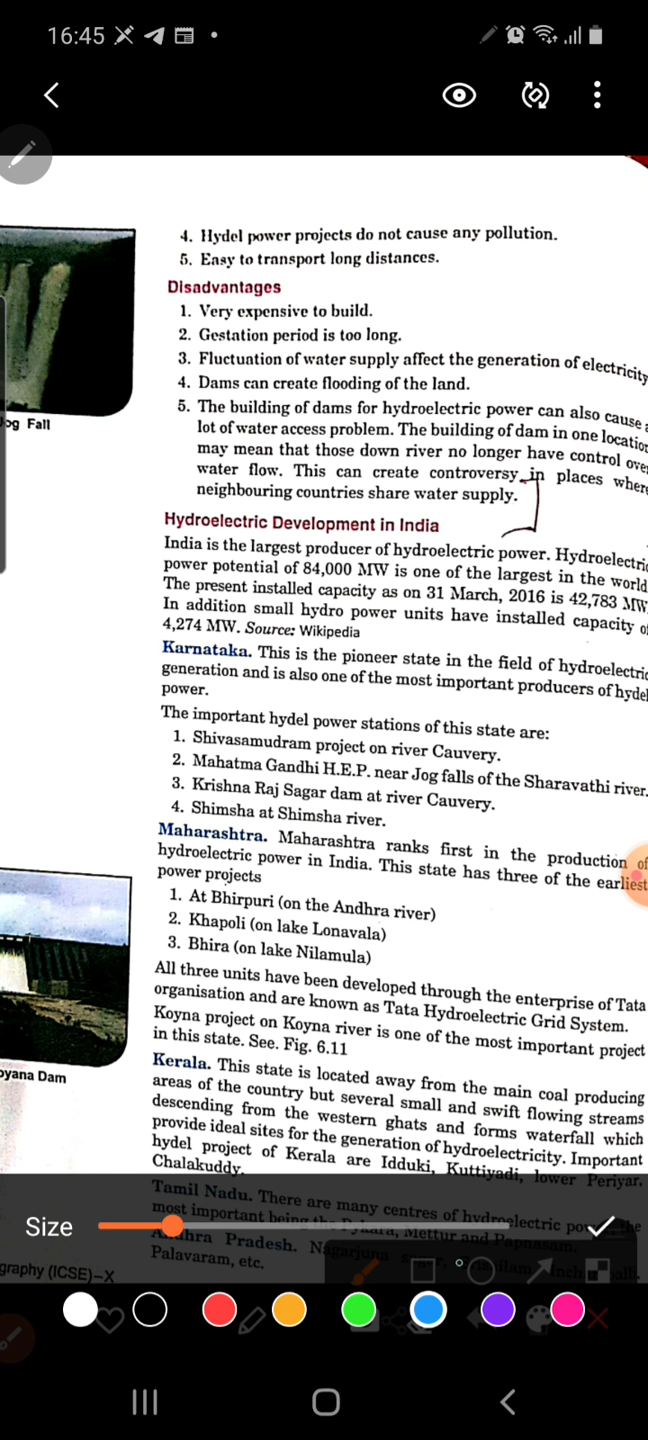 16:45
4. Hydel power projects do not cause any pollution.
5. Easy to transport long distances.
Disadvantages
1. Very expensive to build.
2. Gestation period is too long.
3. Fluctuation of water supply affect the generation of electricity
4. Dams can create flooding of the land.
5. The building of dams for hydroelectric power can also cause a
lot of water access problem. The building of dam in one location
may mean that those down river no longer have control over
water flow. This can create controversy in places where
neighbouring countries share water supply.
Jog Fall
Hydroelectric Development in India
India is the largest producer of hydroelectric power. Hydroelectric
power potential of 84,000 MW is one of the largest in the world
The present installed capacity as on 31 March, 2016 is 42,783 MW.
In addition small hydro power units have installed capacity of
4,274 MW. Source: Wikipedia
Karnataka. This is the pioneer state in the field of hydroelectric
generation and is also one of the most important producers of hydel
power.
The important hydel power stations of this state are:
1. Shivasamudram project on river Cauvery.
2. Mahatma Gandhi H.E.P. near Jog falls of the Sharavathi river.
3. Krishna Raj Sagar dam at river Cauvery.
4. Shimsha at Shimsha river.
Maharashtra. Maharashtra ranks first in the production of
hydroelectric power in India. This state has three of the earliest
power projects
1. At Bhirpuri (on the Andhra river)
2. Khapoli (on lake Lonavala)
3. Bhira (on lake Nilamula)
All three units have been developed through the enterprise of Tata
organisation and are known as Tata Hydroelectric Grid System.
Koyna project on Koyna river is one of the most important project
in this state. See. Fig. 6.11
oyana Dam
Kerala. This state is located away from the main coal producing
areas of the country but several small and swift flowing streams
descending from the western ghats and forms waterfall which
provide ideal sites for the generation of hydroelectricity. Important
hydel project of Kerala are Idduki, Kuttiyadi, lower Periyar,
Chalakuddy.
Tamil Nadu. There are many centres of hydroelectric power the
most important being the Pykara, Mettur and Papnasam.
Andhra Pradesh. Nagarjuna
Palavaram, etc.
Size
graphy (ICSE)–X